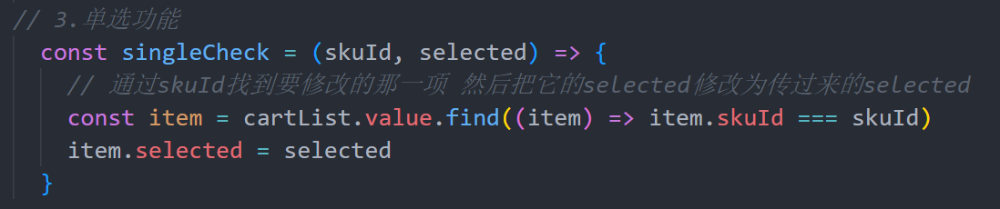 // 3.单选功能
const singleCheck = (skuId, selected) => {
// 通过skuId找到要修改的那一项 然后把它的selected修改为传过来的selected
const item = cartList.value.find((item) => item.skuId === skuId)
item.selected = selected
}